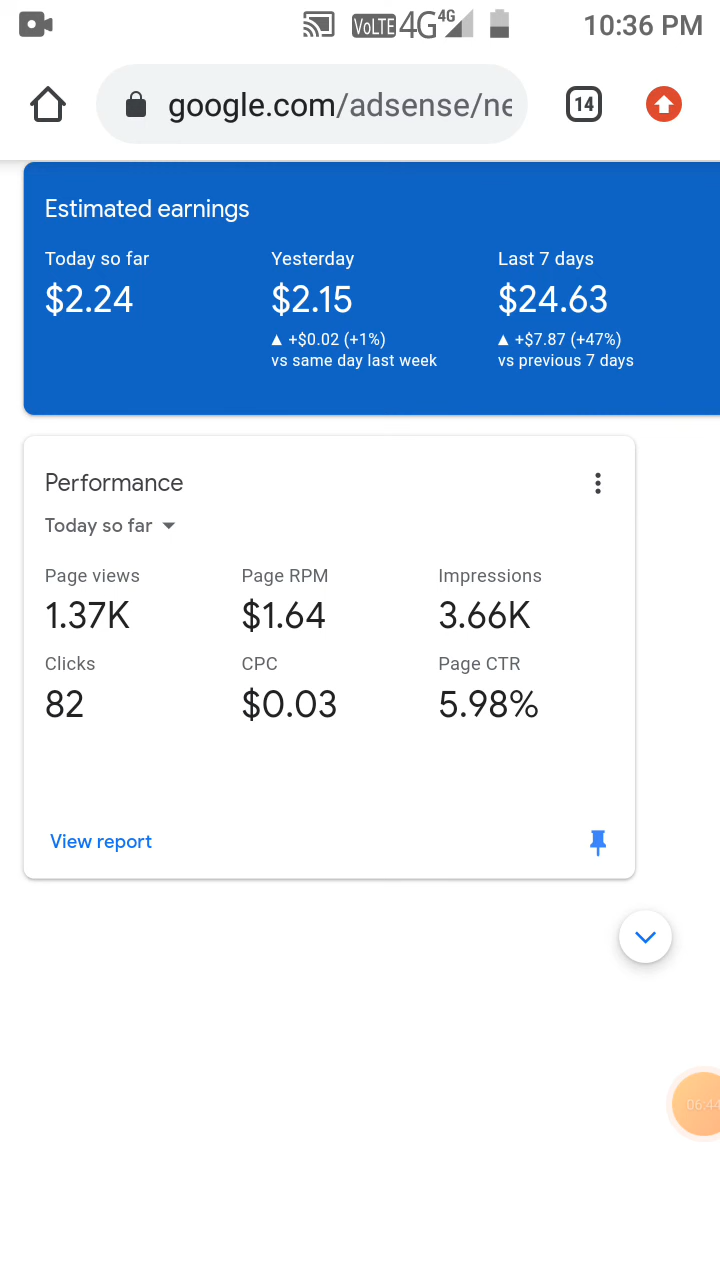 VoLTE 4G 4G 10:36 PM
google.com/adsense/ne 14
Estimated earnings
Today so far Yesterday Last 7 days
$2.24 $2.15 $24.63
▲ +$0.02 (+1%) ▲ +$7.87 (+47%)
vs same day last week vs previous 7 days
Performance
Today so far
Page views Page RPM Impressions
1.37K $1.64 3.66K
Clicks CPC Page CTR
82 $0.03 5.98%
View report
06:44